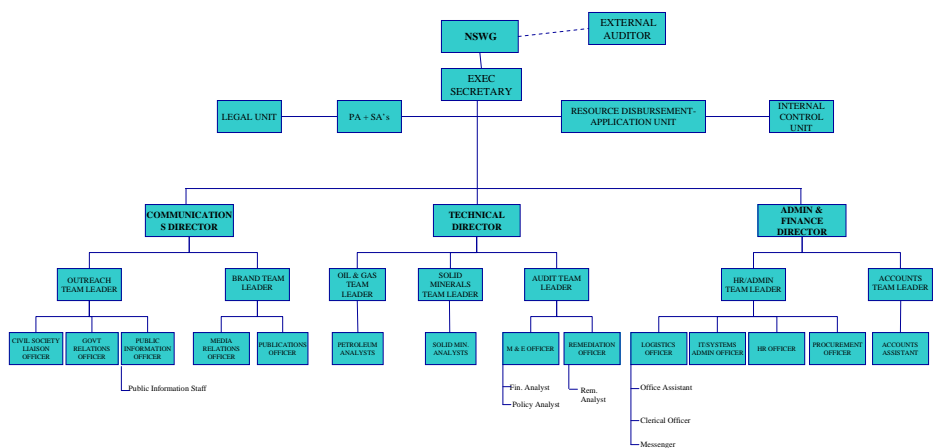 EXTERNAL
AUDITOR
NSWG
EXEC
SECRETARY
LEGAL UNIT
PA + SA's
RESOURCE DISBURSEMENT-
APPLICATION UNIT
INTERNAL
CONTROL
UNIT
COMMUNICATION
S DIRECTOR
TECHNICAL
DIRECTOR
ADMIN &
FINANCE
DIRECTOR
OUTREACH
TEAM LEADER
BRAND TEAM
LEADER
OIL & GAS
TEAM
LEADER
SOLID
MINERALS
TEAM LEADER
AUDIT TEAM
LEADER
HR/ADMIN
TEAM LEADER
ACCOUNTS
TEAM LEADER
CIVIL SOCIETY
LIAISON
OFFICER
GOVT
RELATIONS
OFFICER
PUBLIC
INFORMATION
OFFICER
MEDIA
RELATIONS
OFFICER
PUBLICATIONS
OFFICER
PETROLEUM
ANALYSTS
SOLID MIN.
ANALYSTS
M & E OFFICER
REMEDIATION
OFFICER
LOGISTICS
OFFICER
IT/SYSTEMS
ADMIN OFFICER
HR OFFICER
PROCUREMENT
OFFICER
ACCOUNTS
ASSISTANT
Public Information Staff
Fin. Analyst
Policy Analyst
Rem.
Analyst
Office Assistant
Clerical Officer
Messenger